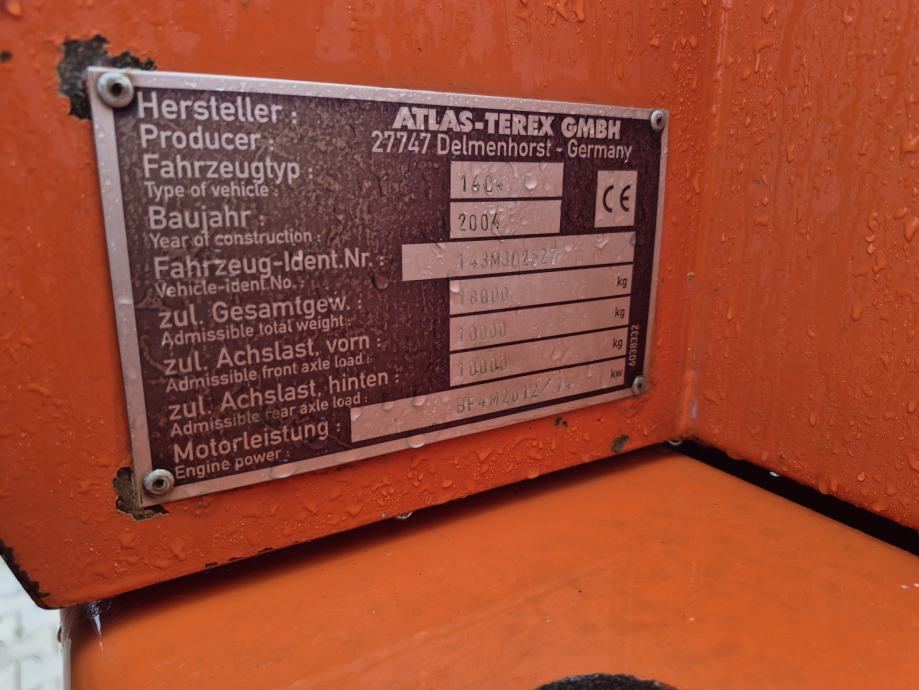 Hersteller :
Producer :
ATLAS-TEREX GMBH
27747 Delmenhorst - Germany
Fahrzeugtyp :
Type of vehicle :
1604
CE
Baujahr :
Year of construction :
2004
Fahrzeug-Ident.Nr. :
Vehicle-ident.No. :
zul. Gesamtgew. :
Admissible total weight :
18000 kg
zul. Achslast, vorn :
Admissible front axle load :
10000 kg
zul. Achslast, hinten :
Admissible rear axle load :
10000 kg
Motorleistung :
Engine power :
kw
6038332